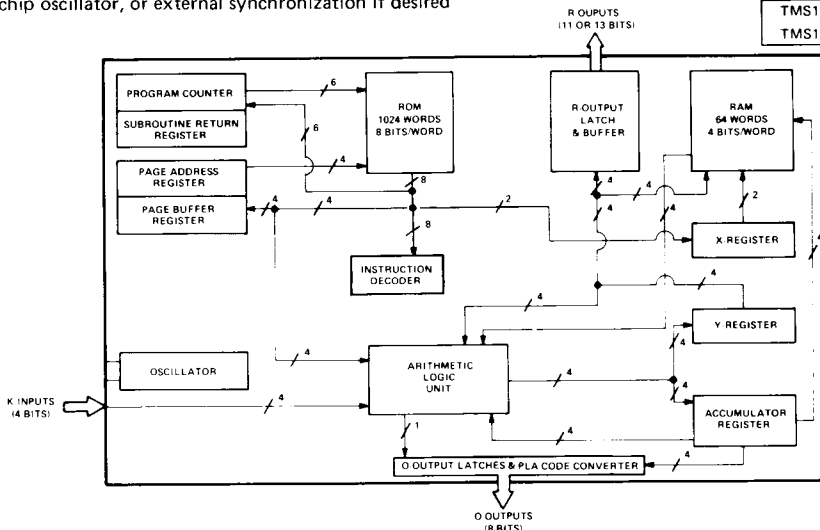 chip oscillator, or external synchronization if desired
R OUPUTS
(11 OR 13 BITS)
TMS1
TMS1
PROGRAM COUNTER
SUBROUTINE RETURN
REGISTER
PAGE ADDRESS
REGISTER
PAGE BUFFER
REGISTER
6
6
4
4
4
ROM
1024 WORDS
8 BITS/WORD
8
8
2
INSTRUCTION
DECODER
R-OUTPUT
LATCH
& BUFFER
4
4
4
4
RAM
64 WORDS
4 BITS/WORD
2
4
X-REGISTER
4
4
Y-REGISTER
OSCILLATOR
4
ARITHMETIC
LOGIC
UNIT
4
4
4
K INPUTS
(4 BITS)
4
ACCUMULATOR
REGISTER
1
4
4
O-OUTPUT LATCHES & PLA CODE CONVERTER
O OUTPUTS
(8 BITS)